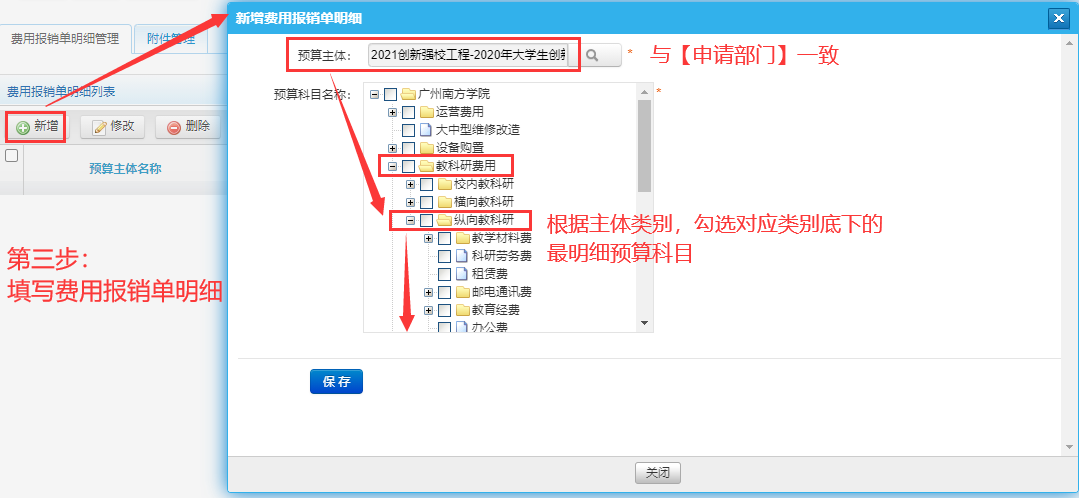 新增费用报销单明细
费用报销单明细管理
附件管理
预算主体：
2021创新强校工程-2020年大学生创新
*
与【申请部门】一致
费用报销单明细列表
预算科目名称：
*
广州南方学院
运营费用
大中型维修改造
设备购置
教科研费用
校内教科研
横向教科研
纵向教科研
教学材料费
科研劳务费
租赁费
邮电通讯费
教育经费
办公费
新增
修改
删除
预算主体名称
根据主体类别，勾选对应类别底下的
最明细预算科目
第三步：
填写费用报销单明细
保 存
关闭